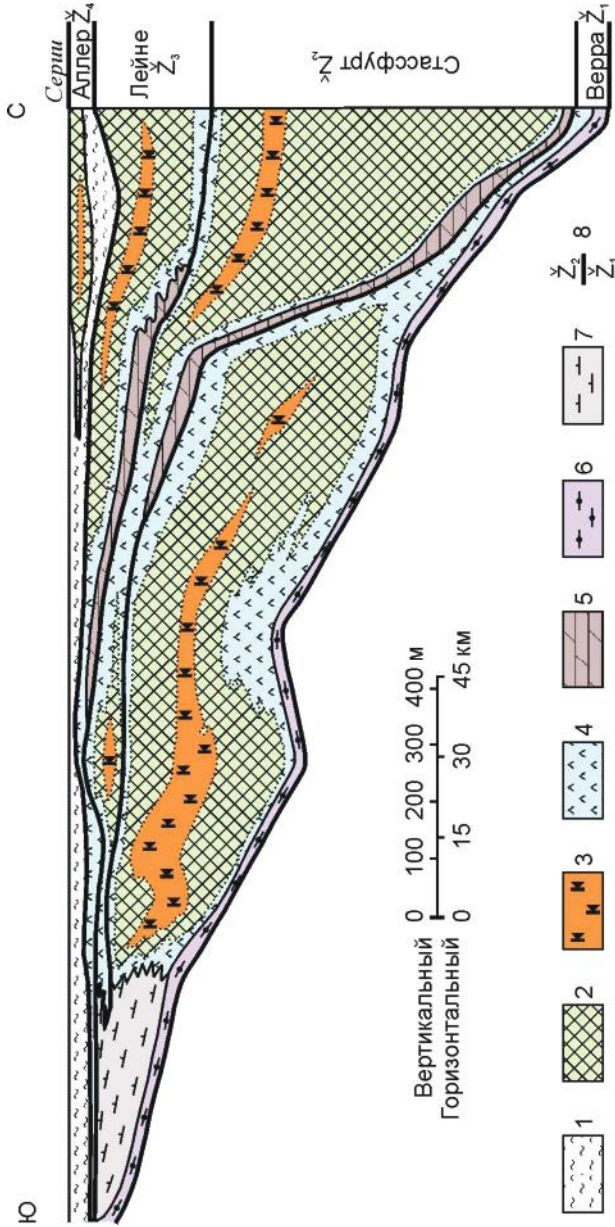 Ю
С
Серии
Аллер Ž₄
Лейне
Ž₃
Стассфурт Ž₂
Верра Ž₁
Вертикальный 0 100 200 300 400 м
Горизонтальный 0 15 30 45 км
1 2 3 4 5 6 7 Ž₂/Ž₁ 8